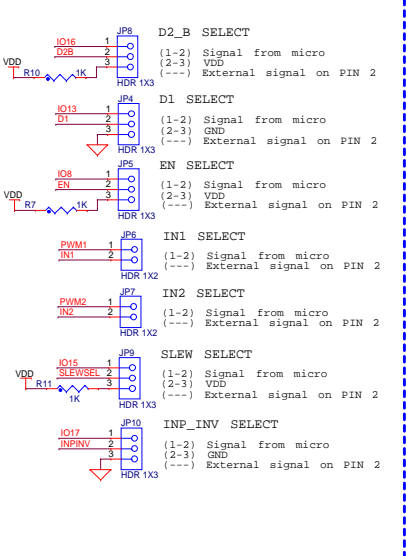 JP8 D2_B SELECT
IO16 1
D2B 2 (1-2) Signal from micro
VDD 3 (2-3) VDD
R10 1K (---) External signal on PIN 2
HDR 1X3
JP4 D1 SELECT
IO13 1
D1 2 (1-2) Signal from micro
3 (2-3) GND
(---) External signal on PIN 2
HDR 1X3
JP5 EN SELECT
IO8 1
EN 2 (1-2) Signal from micro
VDD 3 (2-3) VDD
R7 1K (---) External signal on PIN 2
HDR 1X3
JP6 IN1 SELECT
PWM1 1
IN1 2 (1-2) Signal from micro
(---) External signal on PIN 2
HDR 1X2
JP7 IN2 SELECT
PWM2 1
IN2 2 (1-2) Signal from micro
(---) External signal on PIN 2
HDR 1X2
JP9 SLEW SELECT
IO15 1
VDD SLEWSEL 2 (1-2) Signal from micro
R11 3 (2-3) VDD
1K (---) External signal on PIN 2
HDR 1X3
JP10 INP_INV SELECT
IO17 1
INPINV 2 (1-2) Signal from micro
3 (2-3) GND
(---) External signal on PIN 2
HDR 1X3